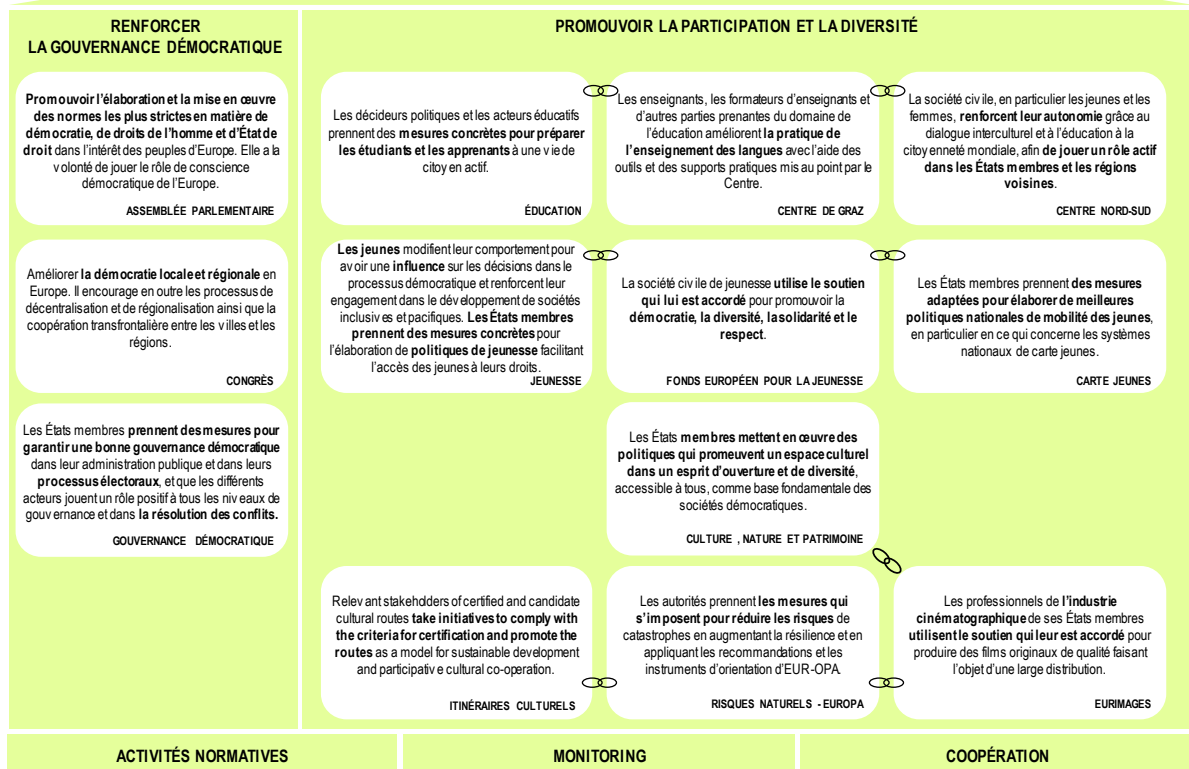 RENFORCER
LA GOUVERNANCE DÉMOCRATIQUE
Promouvoir l'élaboration et la mise en œuvre
des normes les plus strictes en matière de
démocratie, de droits de l'homme et d'État de
droit dans l'intérêt des peuples d'Europe. Elle a la
volonté de jouer le rôle de conscience
démocratique de l'Europe.
ASSEMBLÉE PARLEMENTAIRE
Améliorer la démocratie locale et régionale en
Europe. Il encourage en outre les processus de
décentralisation et de régionalisation ainsi que la
coopération transfrontalière entre les villes et les
régions.
CONGRÈS
Les États membres prennent des mesures pour
garantir une bonne gouvernance démocratique
dans leur administration publique et dans leurs
processus électoraux, et que les différents
acteurs jouent un rôle positif à tous les niveaux de
gouvernance et dans la résolution des conflits.
GOUVERNANCE DÉMOCRATIQUE
PROMOUVOIR LA PARTICIPATION ET LA DIVERSITÉ
Les décideurs politiques et les acteurs éducatifs
prennent des mesures concrètes pour préparer
les étudiants et les apprenants à une vie de
citoyen actif.
ÉDUCATION
Les enseignants, les formateurs d'enseignants et
d'autres parties prenantes du domaine de
l'éducation améliorent la pratique de
l'enseignement des langues avec l'aide des
outils et des supports pratiques mis au point par le
Centre.
CENTRE DE GRAZ
La société civile, en particulier les jeunes et les
femmes, renforcent leur autonomie grâce au
dialogue interculturel et à l'éducation à la
citoyenneté mondiale, afin de jouer un rôle actif
dans les États membres et les régions
voisines.
CENTRE NORD-SUD
Les jeunes modifient leur comportement pour
avoir une influence sur les décisions dans le
processus démocratique et renforcent leur
engagement dans le développement de sociétés
inclusives et pacifiques. Les États membres
prennent des mesures concrètes pour
l'élaboration de politiques de jeunesse facilitant
l'accès des jeunes à leurs droits.
JEUNESSE
La société civile de jeunesse utilise le soutien
qui lui est accordé pour promouvoir la
démocratie, la diversité, la solidarité et le
respect.
FONDS EUROPÉEN POUR LA JEUNESSE
Les États membres prennent des mesures
adaptées pour élaborer de meilleures
politiques nationales de mobilité des jeunes,
en particulier en ce qui concerne les systèmes
nationaux de carte jeunes.
CARTE JEUNES
Les États membres mettent en œuvre des
politiques qui promeuvent un espace culturel
dans un esprit d'ouverture et de diversité,
accessible à tous, comme base fondamentale des
sociétés démocratiques.
CULTURE , NATURE ET PATRIMOINE
Relevant stakeholders of certified and candidate
cultural routes take initiatives to comply with
the criteria for certification and promote the
routes as a model for sustainable development
and participative cultural co-operation.
ITINÉRAIRES CULTURELS
Les autorités prennent les mesures qui
s'imposent pour réduire les risques de
catastrophes en augmentant la résilience et en
appliquant les recommandations et les
instruments d'orientation d'EUR-OPA.
RISQUES NATURELS - EUROPA
Les professionnels de l'industrie
cinématographique de ses États membres
utilisent le soutien qui leur est accordé pour
produire des films originaux de qualité faisant
l'objet d'une large distribution.
EURIMAGES
ACTIVITÉS NORMATIVES
MONITORING
COOPÉRATION